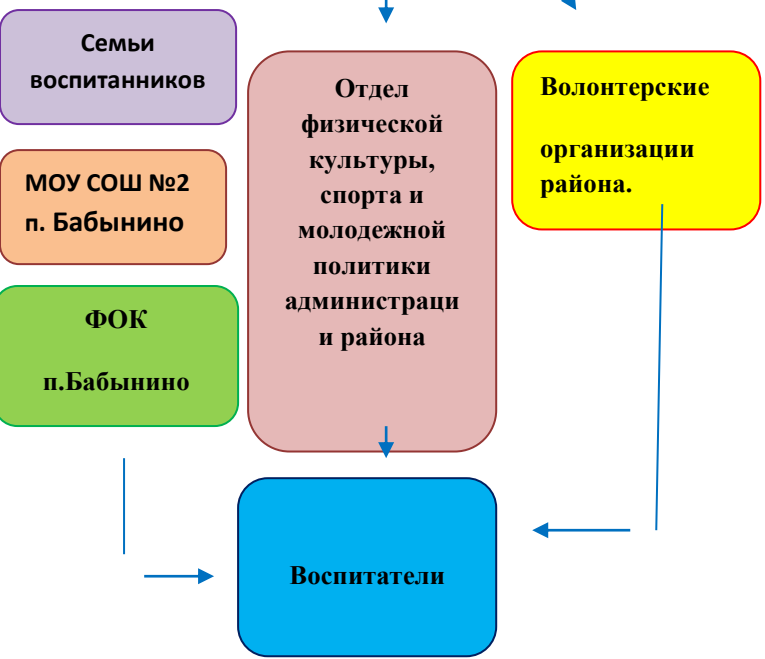 Семьи
воспитанников
МОУ СОШ №2
п. Бабынино
ФОК
п.Бабынино
Отдел
физической
культуры,
спорта и
молодежной
политики
администраци
и района
Волонтерские
организации
района.
Воспитатели